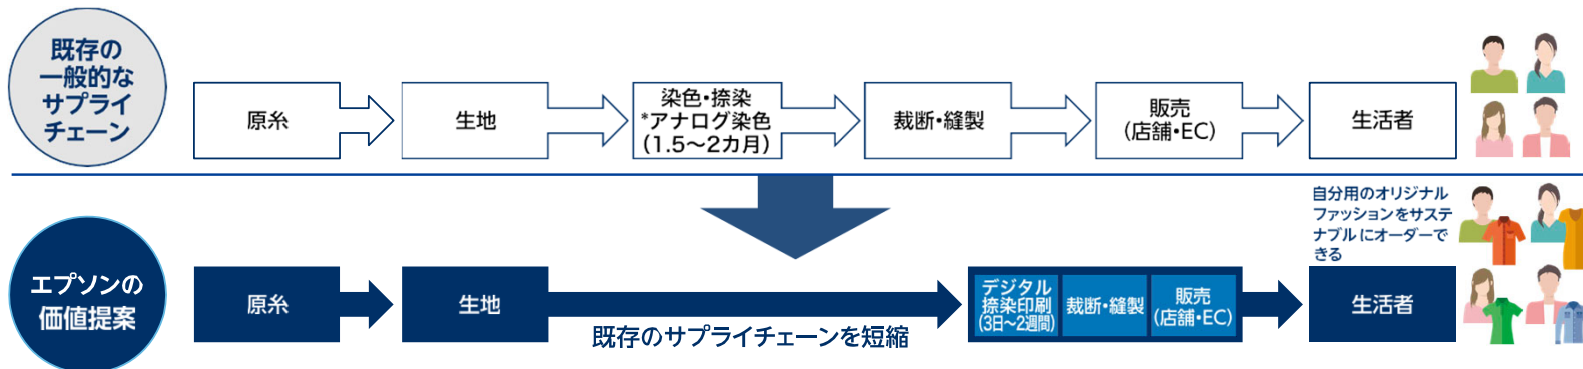 既存の
一般的な
サプライ
チェーン
原糸
生地
染色・捺染
*アナログ染色
(1.5～2カ月)
裁断・縫製
販売
(店舗・EC)
生活者
自分用のオリジナル
ファッションをサステ
ナブルにオーダーで
きる
エプソンの
価値提案
原糸
生地
既存のサプライチェーンを短縮
デジタル
捺染印刷
(3日～2週間)
裁断・縫製
販売
(店舗・EC)
生活者